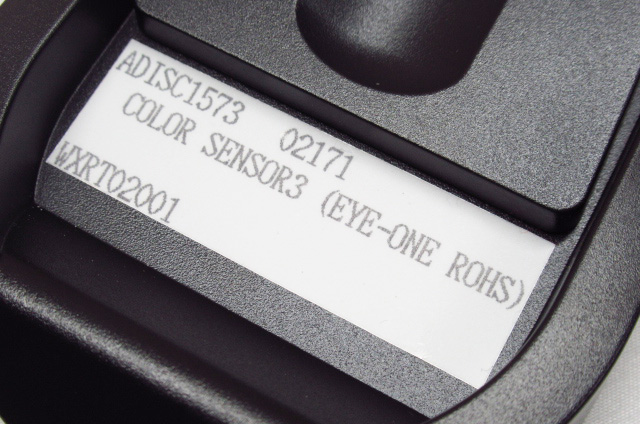 ADISC1573 02171
COLOR SENSOR3 (EYE-ONE ROHS)
WXRT02001